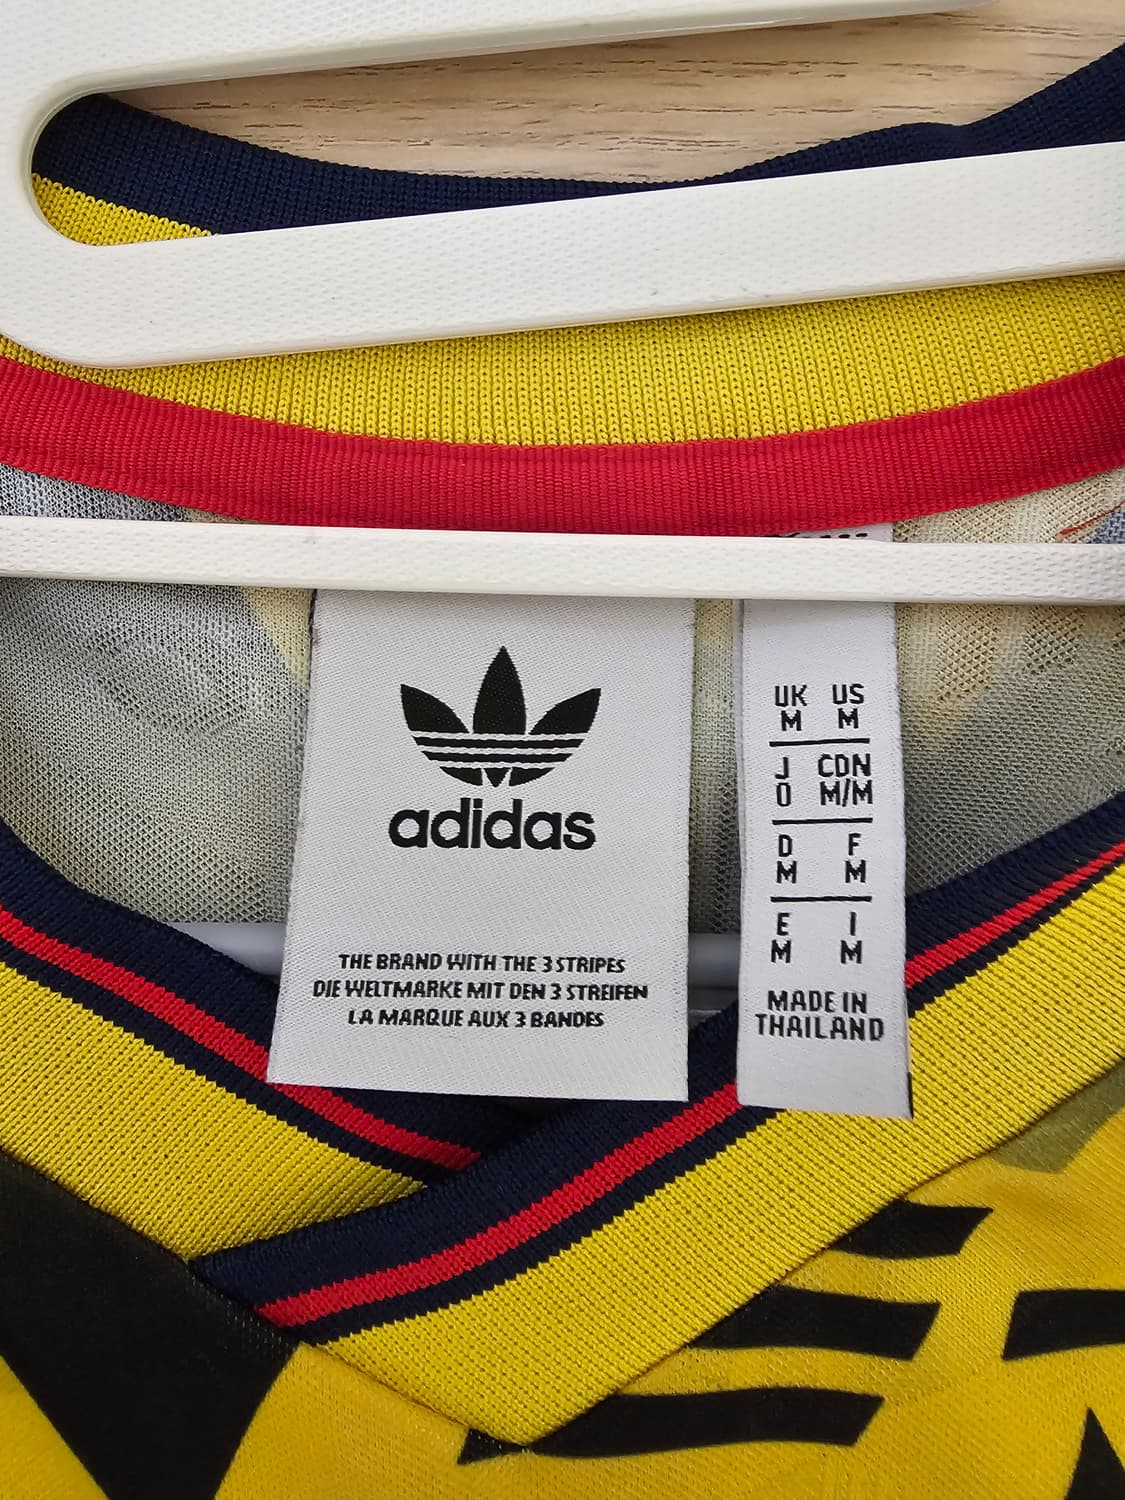 adidas
THE BRAND WITH THE 3 STRIPES
DIE WELTMARKE MIT DEN 3 STREIFEN
LA MARQUE AUX 3 BANDES
UK US
M M
J CDN
O M/M
D F
M M
E I
M M
MADE IN
THAILAND